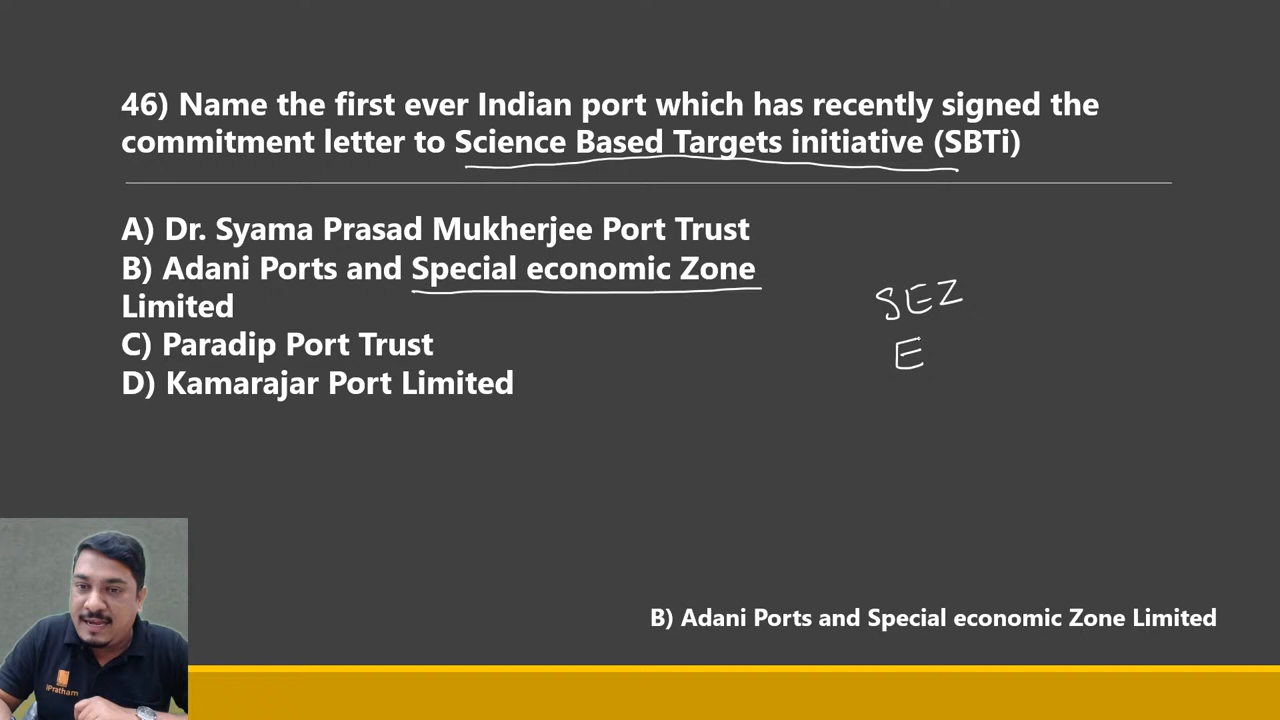 46) Name the first ever Indian port which has recently signed the
commitment letter to Science Based Targets initiative (SBTi)
A) Dr. Syama Prasad Mukherjee Port Trust
B) Adani Ports and Special economic Zone
Limited
C) Paradip Port Trust
D) Kamarajar Port Limited
SEZ
E
B) Adani Ports and Special economic Zone Limited
iPratham